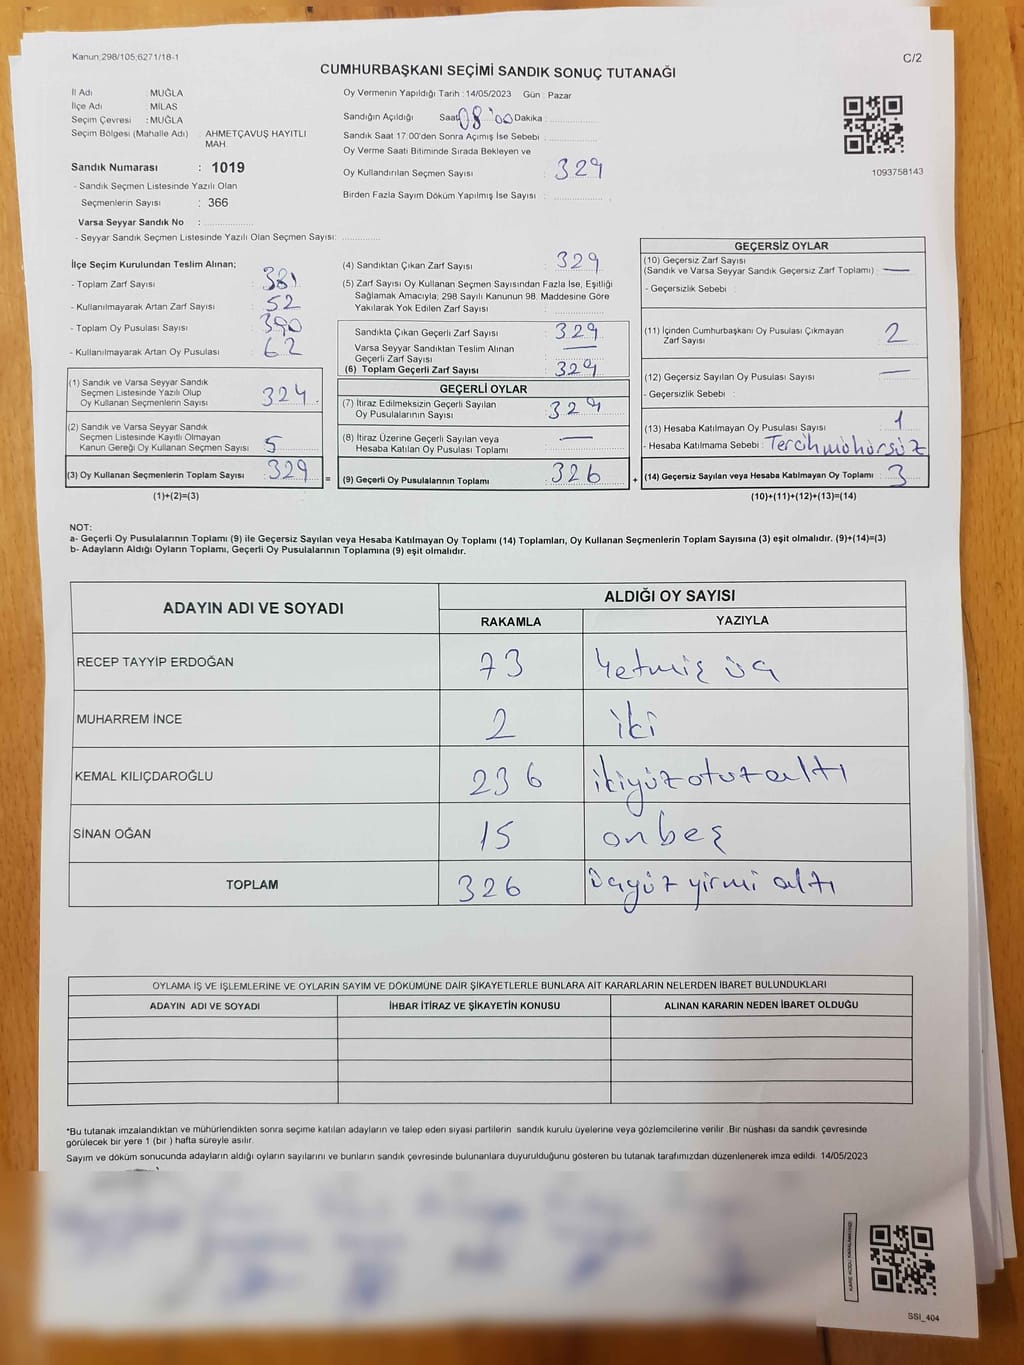 Kanun;298/105;6271/18-1
C/2
CUMHURBAŞKANI SEÇİMİ SANDIK SONUÇ TUTANAĞI
İl Adı : MUĞLA
İlçe Adı : MİLAS
Seçim Çevresi : MUĞLA
Seçim Bölgesi (Mahalle Adı) : AHMETÇAVUŞ HAYITLI
MAH.
Sandık Numarası : 1019
- Sandık Seçmen Listesinde Yazılı Olan
Seçmenlerin Sayısı : 366
Varsa Seyyar Sandık No : ................
- Seyyar Sandık Seçmen Listesinde Yazılı Olan Seçmen Sayısı: .............
Oy Vermenin Yapıldığı Tarih :14/05/2023 Gün : Pazar
Sandığın Açıldığı Saat 08 :00 Dakika :
Sandık Saat 17:00'den Sonra Açımış İse Sebebi :
Oy Verme Saati Bitiminde Sırada Bekleyen ve
Oy Kullandırılan Seçmen Sayısı : 329
Birden Fazla Sayım Döküm Yapılmış İse Sayısı :
1093758143
İlçe Seçim Kurulundan Teslim Alınan;
- Toplam Zarf Sayısı : 381
- Kullanılmayarak Artan Zarf Sayısı : 52
- Toplam Oy Pusulası Sayısı : 390
- Kullanılmayarak Artan Oy Pusulası : 62
(1) Sandık ve Varsa Seyyar Sandık
Seçmen Listesinde Yazılı Olup
Oy Kullanan Seçmenlerin Sayısı : 324
(2) Sandık ve Varsa Seyyar Sandık
Seçmen Listesinde Kayıtlı Olmayan
Kanun Gereği Oy Kullanan Seçmen Sayısı : 5
(3) Oy Kullanan Seçmenlerin Toplam Sayısı : 329
(1)+(2)=(3)
(4) Sandıktan Çıkan Zarf Sayısı : 329
(5) Zarf Sayısı Oy Kullanan Seçmen Sayısından Fazla İse, Eşitliği
Sağlamak Amacıyla; 298 Sayılı Kanunun 98. Maddesine Göre
Yakılarak Yok Edilen Zarf Sayısı :
Sandıkta Çıkan Geçerli Zarf Sayısı : 329
Varsa Seyyar Sandıktan Teslim Alınan
Geçerli Zarf Sayısı : —
(6) Toplam Geçerli Zarf Sayısı : 329
GEÇERLİ OYLAR
(7) İtiraz Edilmeksizin Geçerli Sayılan
Oy Pusulalarının Sayısı : 329
(8) İtiraz Üzerine Geçerli Sayılan veya
Hesaba Katılan Oy Pusulası Toplamı : —
= (9) Geçerli Oy Pusulalarının Toplamı : 326
GEÇERSİZ OYLAR
(10) Geçersiz Zarf Sayısı
(Sandık ve Varsa Seyyar Sandık Geçersiz Zarf Toplamı) : —
- Geçersizlik Sebebi :
(11) İçinden Cumhurbaşkanı Oy Pusulası Çıkmayan
Zarf Sayısı : 2
(12) Geçersiz Sayılan Oy Pusulası Sayısı : —
- Geçersizlik Sebebi :
(13) Hesaba Katılmayan Oy Pusulası Sayısı : 1
- Hesaba Katılmama Sebebi : Tercihmühürsüz
+ (14) Geçersiz Sayılan veya Hesaba Katılmayan Oy Toplamı : 3
(10)+(11)+(12)+(13)=(14)
NOT:
a- Geçerli Oy Pusulalarının Toplamı (9) ile Geçersiz Sayılan veya Hesaba Katılmayan Oy Toplamı (14) Toplamları, Oy Kullanan Seçmenlerin Toplam Sayısına (3) eşit olmalıdır. (9)+(14)=(3)
b- Adayların Aldığı Oyların Toplamı, Geçerli Oy Pusulalarının Toplamına (9) eşit olmalıdır.
ADAYIN ADI VE SOYADI
ALDIĞI OY SAYISI
RAKAMLA YAZIYLA
RECEP TAYYİP ERDOĞAN 73 Yetmiş üç
MUHARREM İNCE 2 iki
KEMAL KILIÇDAROĞLU 236 ikiyüzotuzaltı
SİNAN OĞAN 15 onbeş
TOPLAM 326 üçyüz yirmi altı
OYLAMA İŞ VE İŞLEMLERİNE VE OYLARIN SAYIM VE DÖKÜMÜNE DAİR ŞİKAYETLERLE BUNLARA AİT KARARLARIN NELERDEN İBARET BULUNDUKLARI
ADAYIN ADI VE SOYADI İHBAR İTİRAZ VE ŞİKAYETİN KONUSU ALINAN KARARIN NEDEN İBARET OLDUĞU
*Bu tutanak imzalandıktan ve mühürlendikten sonra seçime katılan adayların ve talep eden siyasi partilerin sandık kurulu üyelerine veya gözlemcilerine verilir .Bir nüshası da sandık çevresinde
görülecek bir yere 1 (bir ) hafta süreyle asılır.
Sayım ve döküm sonucunda adayların aldığı oyların sayılarını ve bunların sandık çevresinde bulunanlara duyurulduğunu gösteren bu tutanak tarafımızdan düzenlenerek imza edildi. 14/05/2023
SSI_404